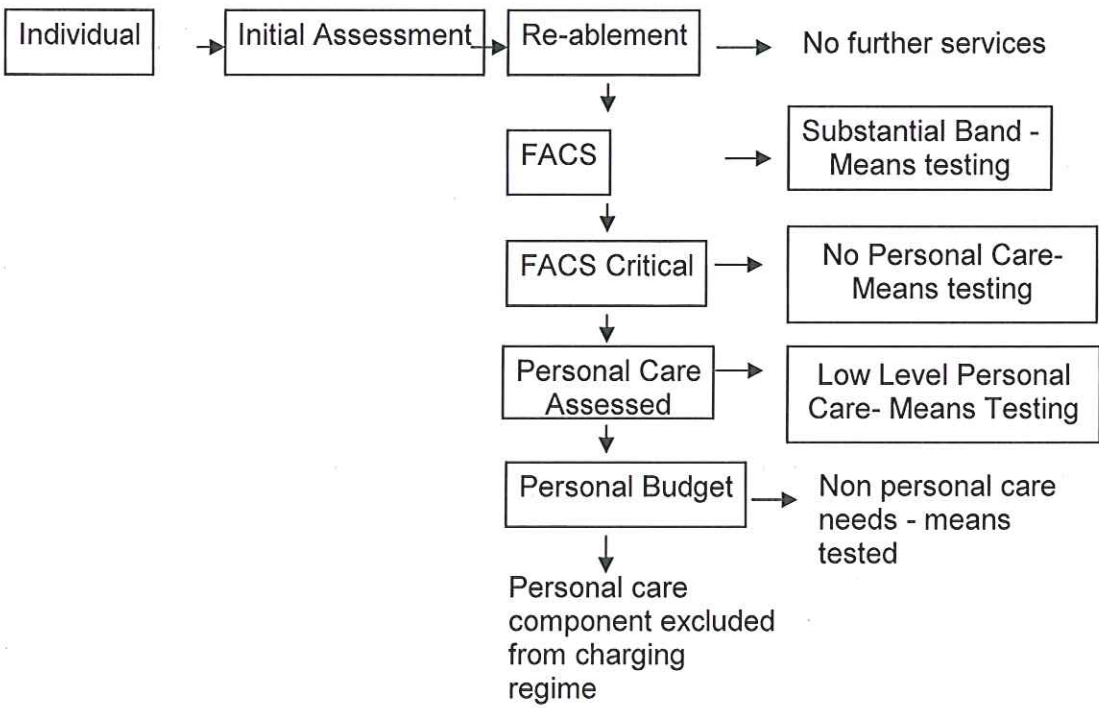 Individual
Initial Assessment
Re-ablement
No further services
FACS
Substantial Band -
Means testing
FACS Critical
No Personal Care-
Means testing
Personal Care
Assessed
Low Level Personal
Care- Means Testing
Personal Budget
Non personal care
needs - means
tested
Personal care
component excluded
from charging
regime